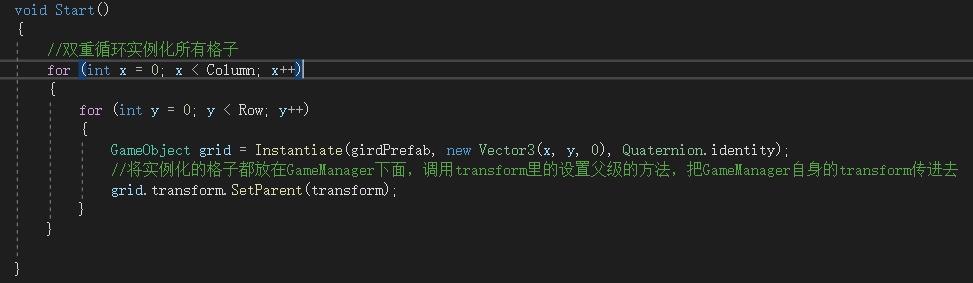 void Start()
{
//双重循环实例化所有格子
for (int x = 0; x < Column; x++)
{
for (int y = 0; y < Row; y++)
{
GameObject grid = Instantiate(girdPrefab, new Vector3(x, y, 0), Quaternion.identity);
//将实例化的格子都放在GameManager下面，调用transform里的设置父级的方法，把GameManager自身的transform传进去
grid.transform.SetParent(transform);
}
}
}